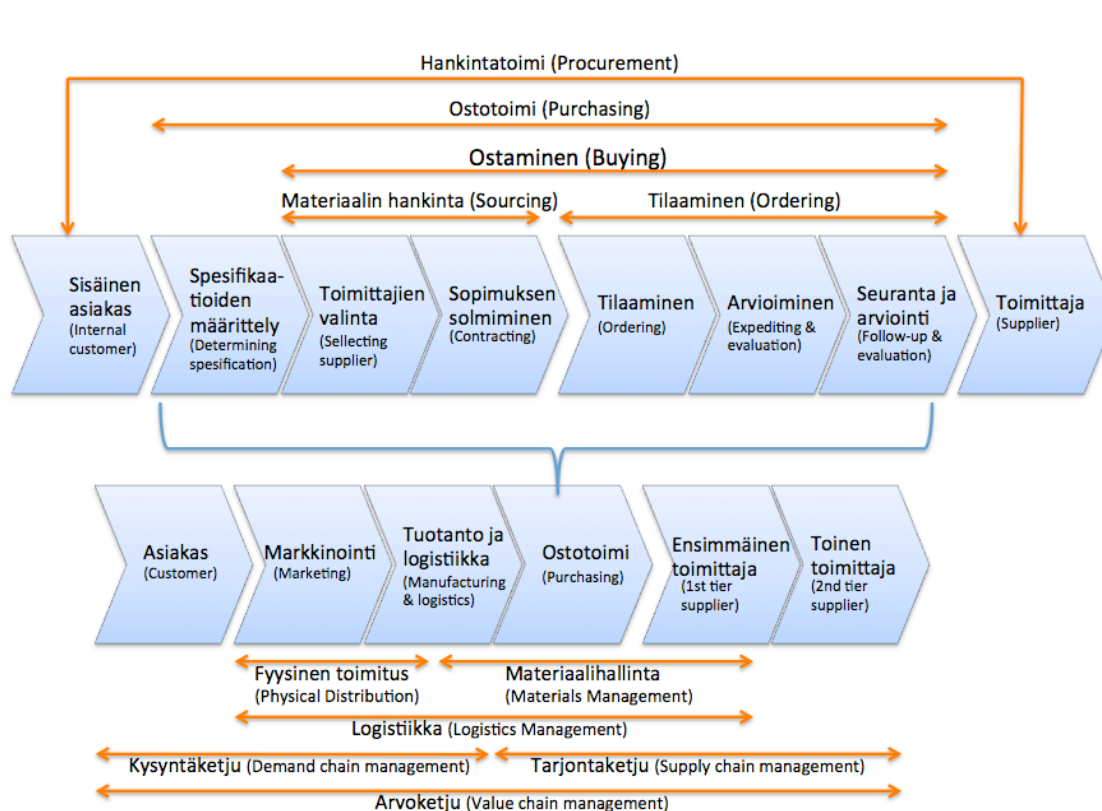 Hankintatoimi (Procurement)
Ostotoimi (Purchasing)
Ostaminen (Buying)
Materiaalin hankinta (Sourcing)
Tilaaminen (Ordering)
Sisäinen
asiakas
(Internal
customer)
Spesifikaa-
tioiden
määrittely
(Determining
spesification)
Toimittajien
valinta
(Sellecting
supplier)
Sopimuksen
solmiminen
(Contracting)
Tilaaminen
(Ordering)
Arvioiminen
(Expediting &
evaluation)
Seuranta ja
arviointi
(Follow-up &
evaluation)
Toimittaja
(Supplier)
Asiakas
(Customer)
Markkinointi
(Marketing)
Tuotanto ja
logistiikka
(Manufacturing
& logistics)
Ostotoimi
(Purchasing)
Ensimmäinen
toimittaja
(1st tier
supplier)
Toinen
toimittaja
(2nd tier
supplier)
Fyysinen toimitus
(Physical Distribution)
Materiaalihallinta
(Materials Management)
Logistiikka (Logistics Management)
Kysyntäketju (Demand chain management)
Tarjontaketju (Supply chain management)
Arvoketju (Value chain management)